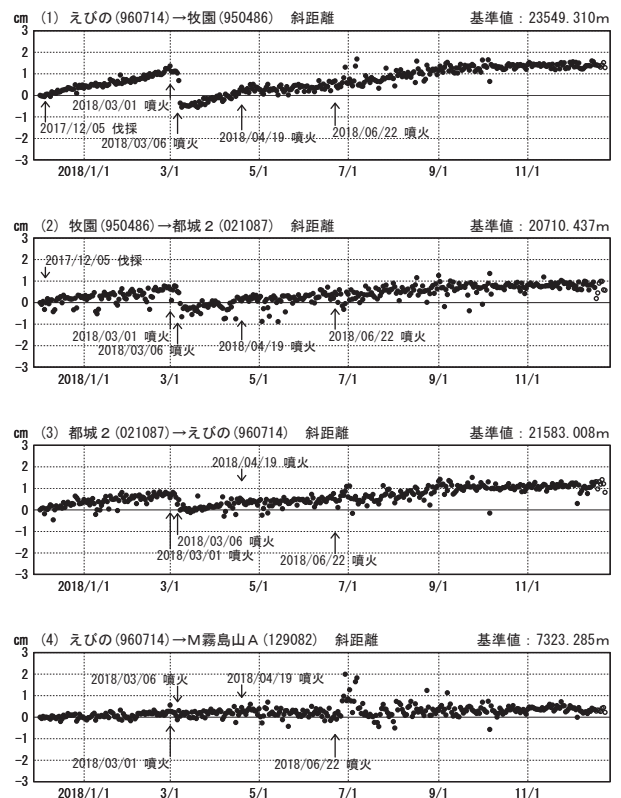 cm (1) えびの(960714)→牧園(950486) 斜距離 基準値：23549.310m
3
2
1
0
-1
-2
-3
2018/03/01 噴火
2017/12/05 伐採
2018/03/06 噴火
2018/04/19 噴火
2018/06/22 噴火
2018/1/1 3/1 5/1 7/1 9/1 11/1
cm (2) 牧園(950486)→都城２(021087) 斜距離 基準値：20710.437m
3
2
1
0
-1
-2
-3
2017/12/05 伐採
2018/03/01 噴火
2018/03/06 噴火
2018/04/19 噴火
2018/06/22 噴火
2018/1/1 3/1 5/1 7/1 9/1 11/1
cm (3) 都城２(021087)→えびの(960714) 斜距離 基準値：21583.008m
3
2
1
0
-1
-2
-3
2018/04/19 噴火
2018/03/06 噴火
2018/03/01 噴火
2018/06/22 噴火
2018/1/1 3/1 5/1 7/1 9/1 11/1
cm (4) えびの(960714)→Ｍ霧島山Ａ(129082) 斜距離 基準値：7323.285m
3
2
1
0
-1
-2
-3
2018/03/06 噴火
2018/04/19 噴火
2018/03/01 噴火
2018/06/22 噴火
2018/1/1 3/1 5/1 7/1 9/1 11/1